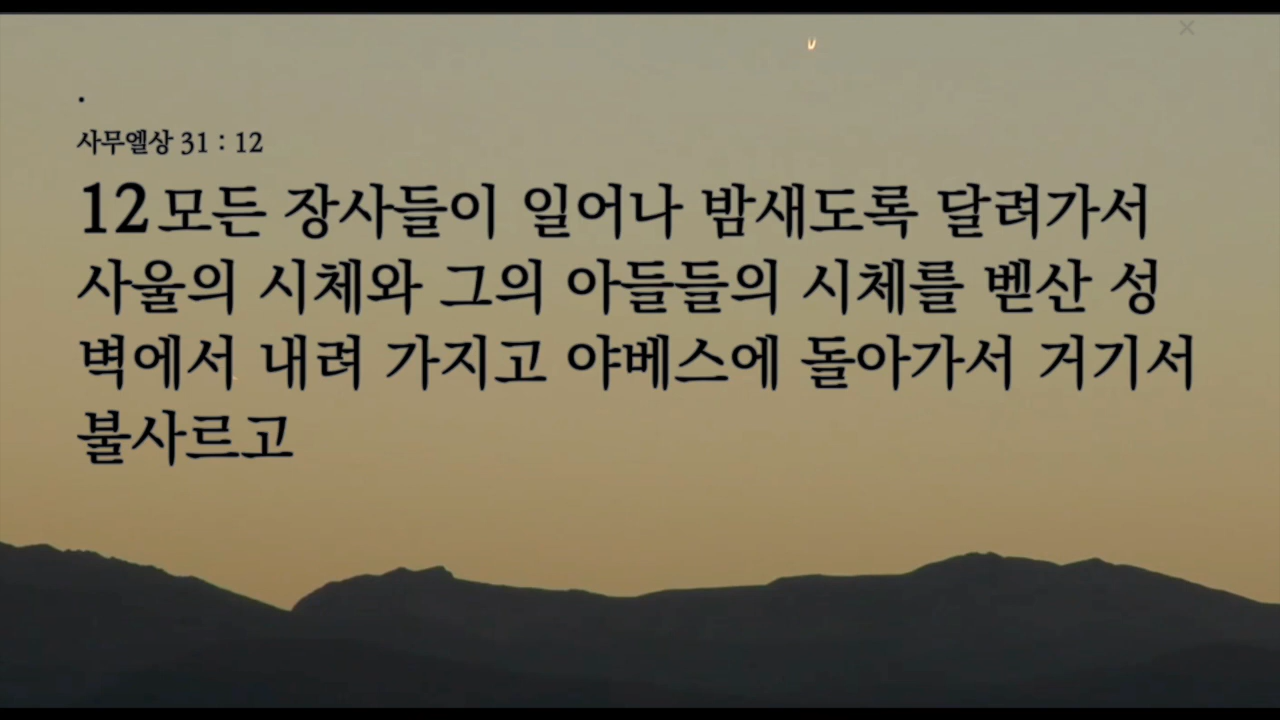 .
사무엘상 31 : 12
12 모든 장사들이 일어나 밤새도록 달려가서
사울의 시체와 그의 아들들의 시체를 벧산 성
벽에서 내려 가지고 야베스에 돌아가서 거기서
불사르고